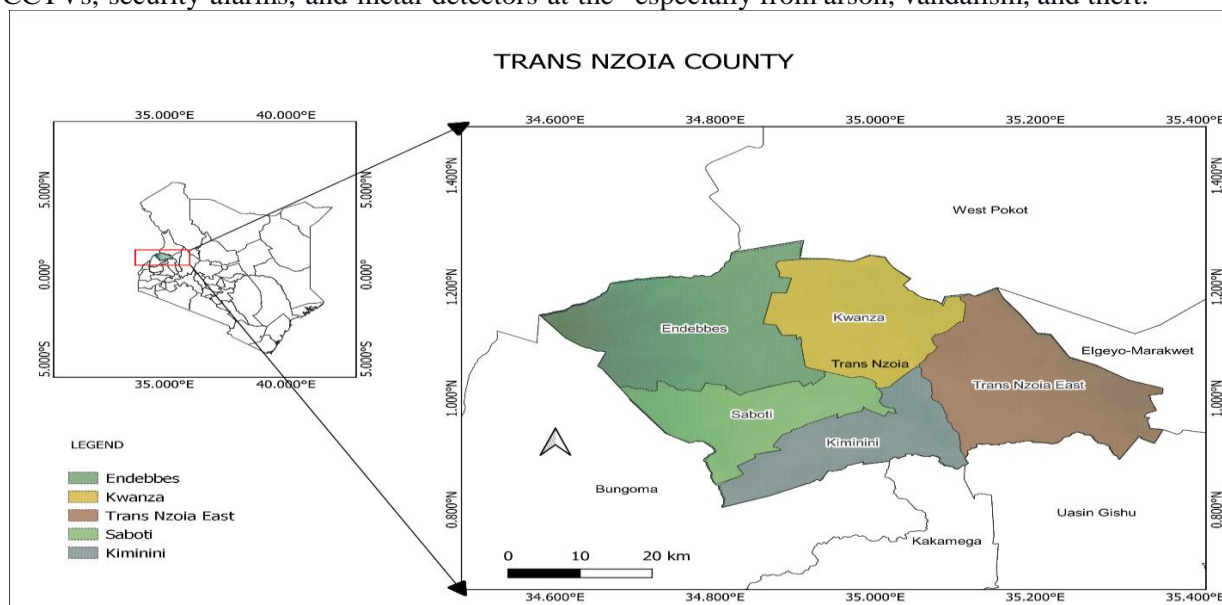 CCTVs, security alarms, and metal detectors at the especially from arson, vandalism, and theft.
TRANS NZOIA COUNTY
35.000°E 40.000°E
5.000°N 5.000°N
0.000° 0.000°
5.000°S 5.000°S
35.000°E 40.000°E
34.600°E 34.800°E 35.000°E 35.200°E 35.400°E
1.400°N 1.400°N
West Pokot
1.200°N 1.200°N
Endebbes
Kwanza
Elgeyo-Marakwet
Trans Nzoia
Trans Nzoia East
1.000°N 1.000°N
Saboti
Kiminini
Bungoma
0.800°N 0.800°N
Uasin Gishu
Kakamega
LEGEND
Endebbes
Kwanza
Trans Nzoia East
Saboti
Kiminini
0 10 20 km
34.600°E 34.800°E 35.000°E 35.200°E 35.400°E